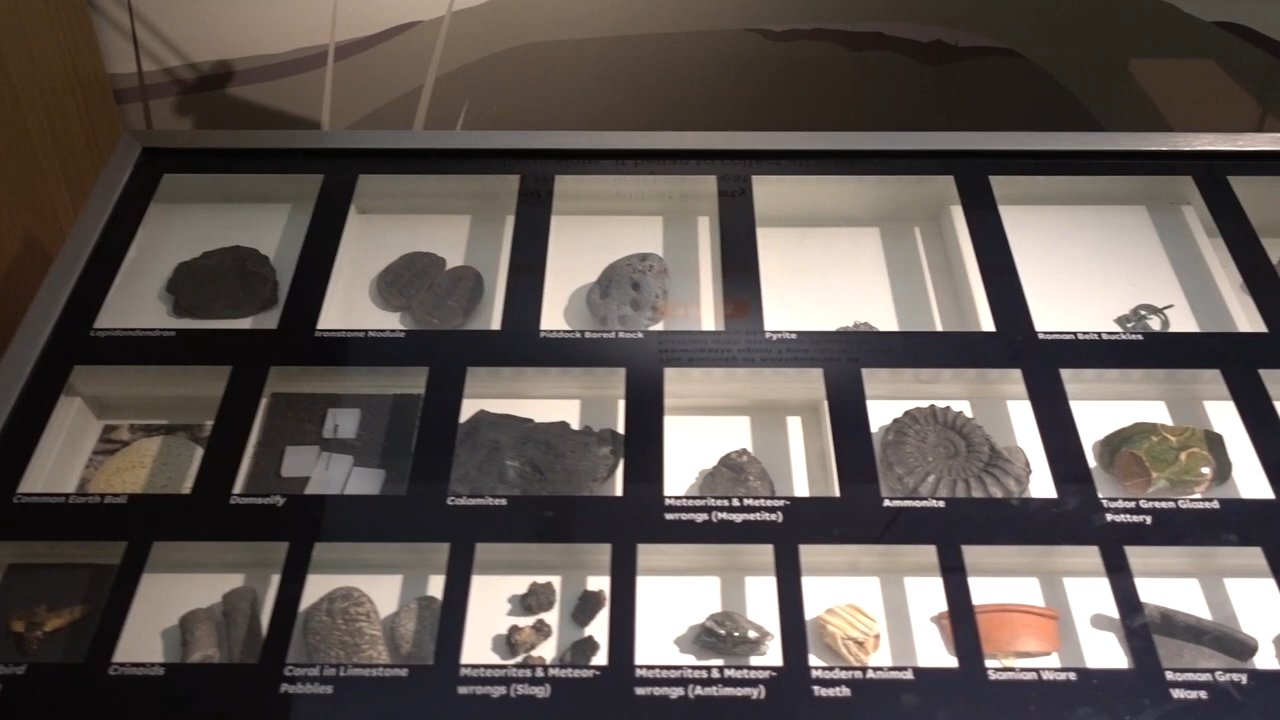 Lepidondendron
Ironstone Nodule
Piddock Bored Rock
Pyrite
Roman Belt Buckles
Common Earth Ball
Damselfy
Calamites
Meteorites & Meteor-
wrongs (Magnetite)
Ammonite
Tudor Green Glazed
Pottery
Crinoids
Coral in Limestone
Pebbles
Meteorites & Meteor-
wrongs (Slag)
Meteorites & Meteor-
wrongs (Antimony)
Modern Animal
Teeth
Samian Ware
Roman Grey
Ware